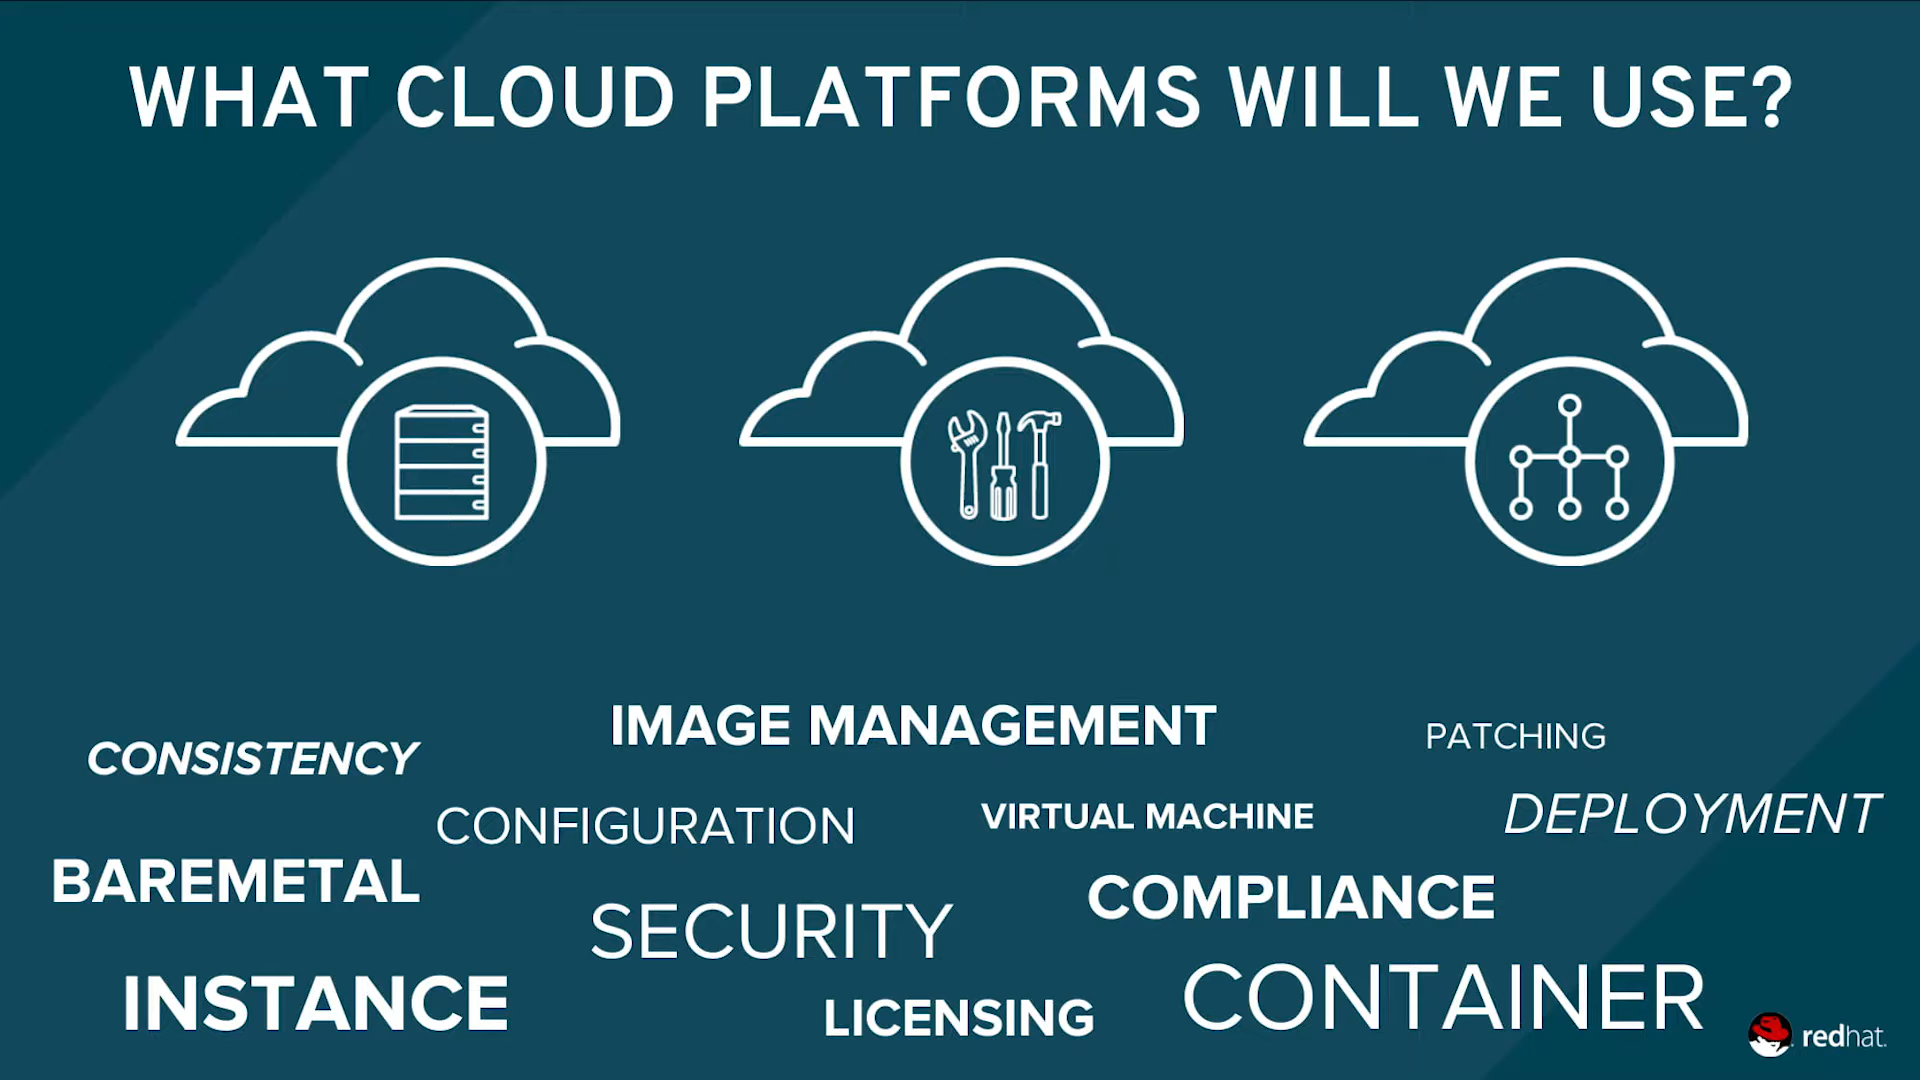 WHAT CLOUD PLATFORMS WILL WE USE?
IMAGE MANAGEMENT
PATCHING
CONSISTENCY
CONFIGURATION
VIRTUAL MACHINE
DEPLOYMENT
BAREMETAL
SECURITY
COMPLIANCE
INSTANCE
LICENSING
CONTAINER
redhat.